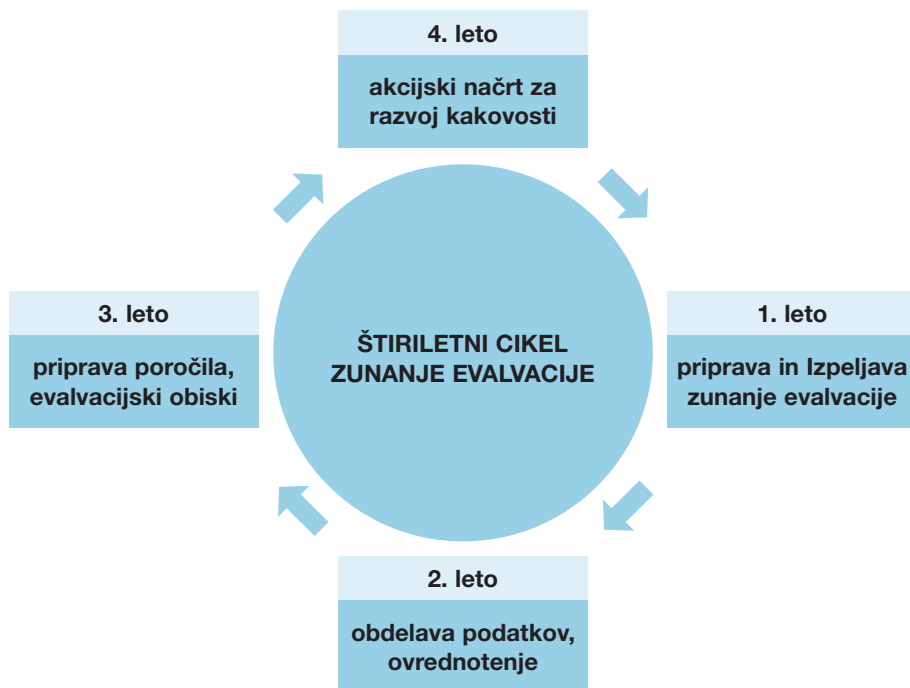 4. leto
akcijski načrt za
razvoj kakovosti
3. leto
priprava poročila,
evalvacijski obiski
ŠTIRILETNI CIKEL
ZUNANJE EVALVACIJE
1. leto
priprava in Izpeljava
zunanje evalvacije
2. leto
obdelava podatkov,
ovrednotenje